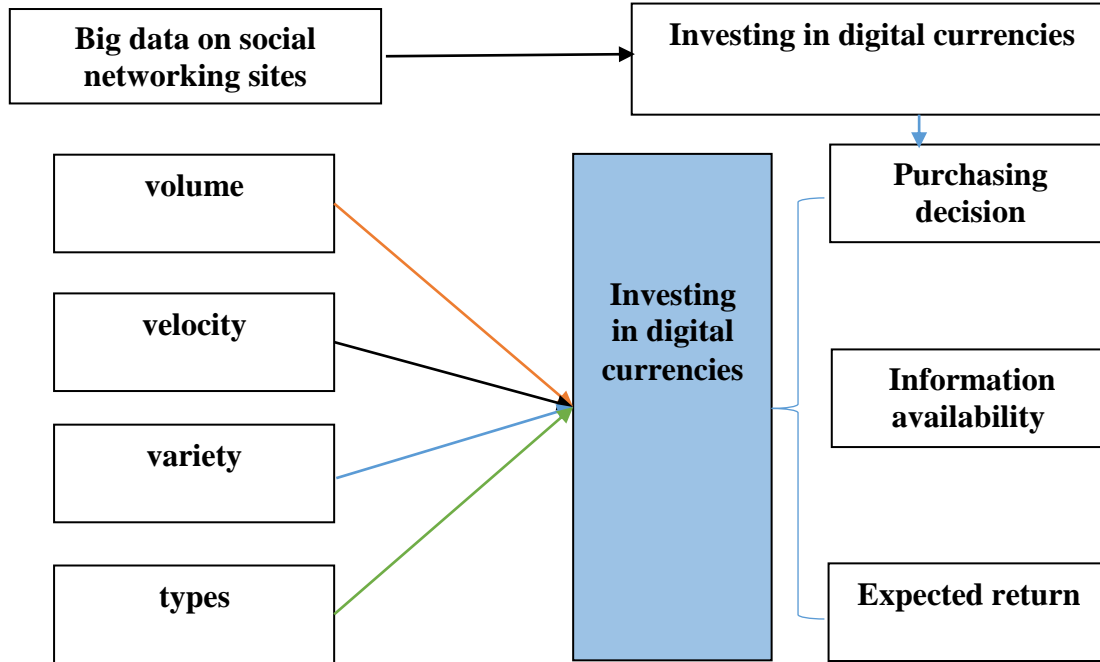 Big data on social
networking sites
Investing in digital currencies
volume
velocity
variety
types
Investing
in digital
currencies
Purchasing
decision
Information
availability
Expected return